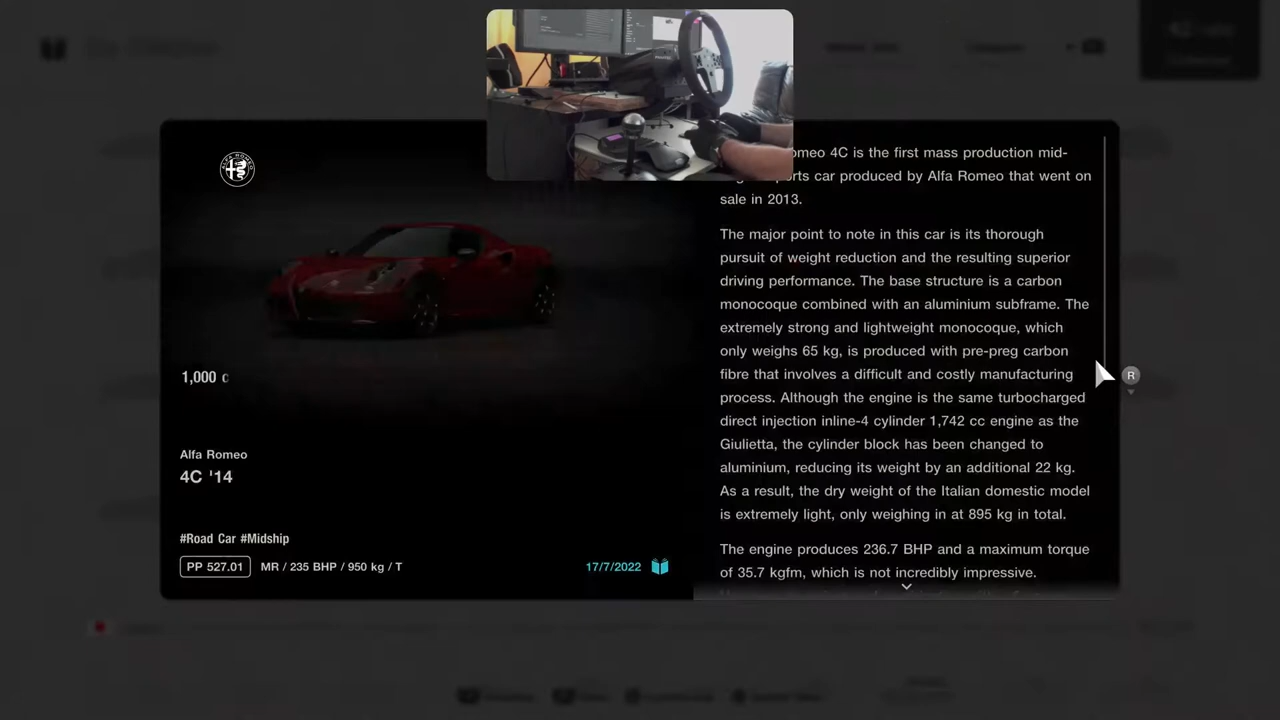 omeo 4C is the first mass production mid-
ports car produced by Alfa Romeo that went on
sale in 2013.
The major point to note in this car is its thorough
pursuit of weight reduction and the resulting superior
driving performance. The base structure is a carbon
monocoque combined with an aluminium subframe. The
extremely strong and lightweight monocoque, which
only weighs 65 kg, is produced with pre-preg carbon
fibre that involves a difficult and costly manufacturing
process. Although the engine is the same turbocharged
direct injection inline-4 cylinder 1,742 cc engine as the
Giulietta, the cylinder block has been changed to
aluminium, reducing its weight by an additional 22 kg.
As a result, the dry weight of the Italian domestic model
is extremely light, only weighing in at 895 kg in total.
The engine produces 236.7 BHP and a maximum torque
of 35.7 kgfm, which is not incredibly impressive.
ALFA ROMEO
1,000 c
Alfa Romeo
4C '14
#Road Car #Midship
PP 527.01 MR / 235 BHP / 950 kg / T
17/7/2022
R